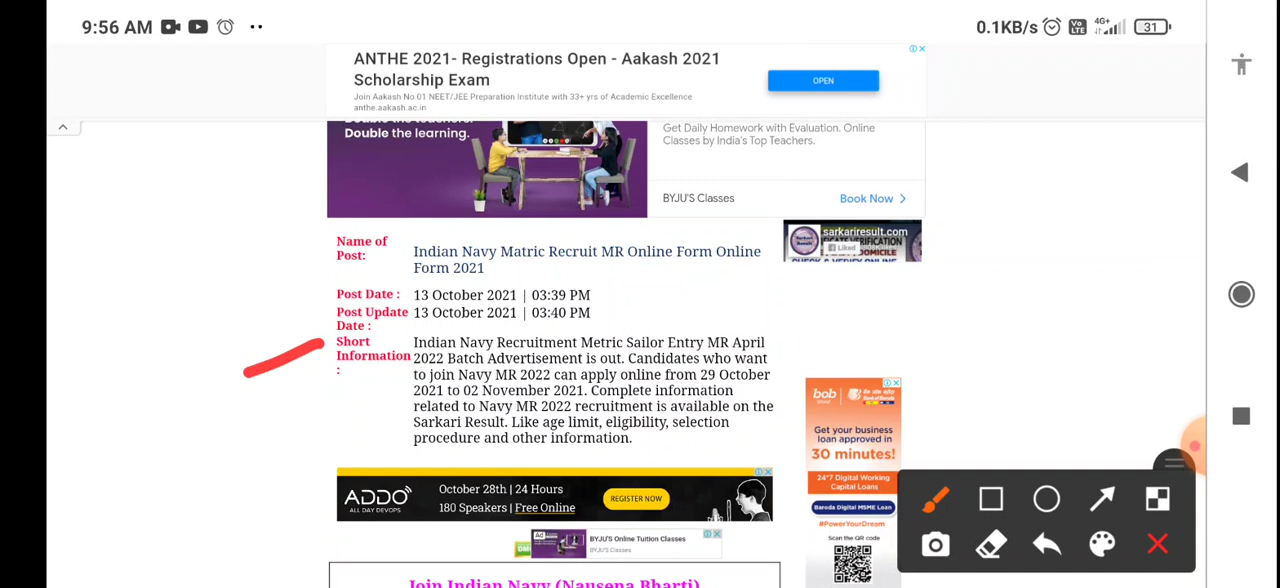 9:56 AM
0.1KB/s Vo LTE 4G+ 31
ANTHE 2021- Registrations Open - Aakash 2021
Scholarship Exam
Join Aakash No.01 NEET/JEE Preparation Institute with 33+ yrs of Academic Excellence
anthe.aakash.ac.in
OPEN
Double the learning.
Get Daily Homework with Evaluation. Online
Classes by India's Top Teachers.
BYJU'S Classes
Book Now
sarkariresult.com
Liked
Name of
Post:
Indian Navy Matric Recruit MR Online Form Online
Form 2021
Post Date : 13 October 2021 | 03:39 PM
Post Update
Date :
13 October 2021 | 03:40 PM
Short
Information
:
Indian Navy Recruitment Metric Sailor Entry MR April
2022 Batch Advertisement is out. Candidates who want
to join Navy MR 2022 can apply online from 29 October
2021 to 02 November 2021. Complete information
related to Navy MR 2022 recruitment is available on the
Sarkari Result. Like age limit, eligibility, selection
procedure and other information.
bob
World
Get your business
loan approved in
30 minutes!
24*7 Digital Working
Capital Loans
Baroda Digital MSME Loan
#PowerYourDream
Scan the QR code
ADDO
ALL DAY DEVOPS
October 28th | 24 Hours
180 Speakers | Free Online
REGISTER NOW
Ad
BYJU'S Online Tuition Classes
BYJU'S Classes
Join Indian Navy (Nausena Bharti)